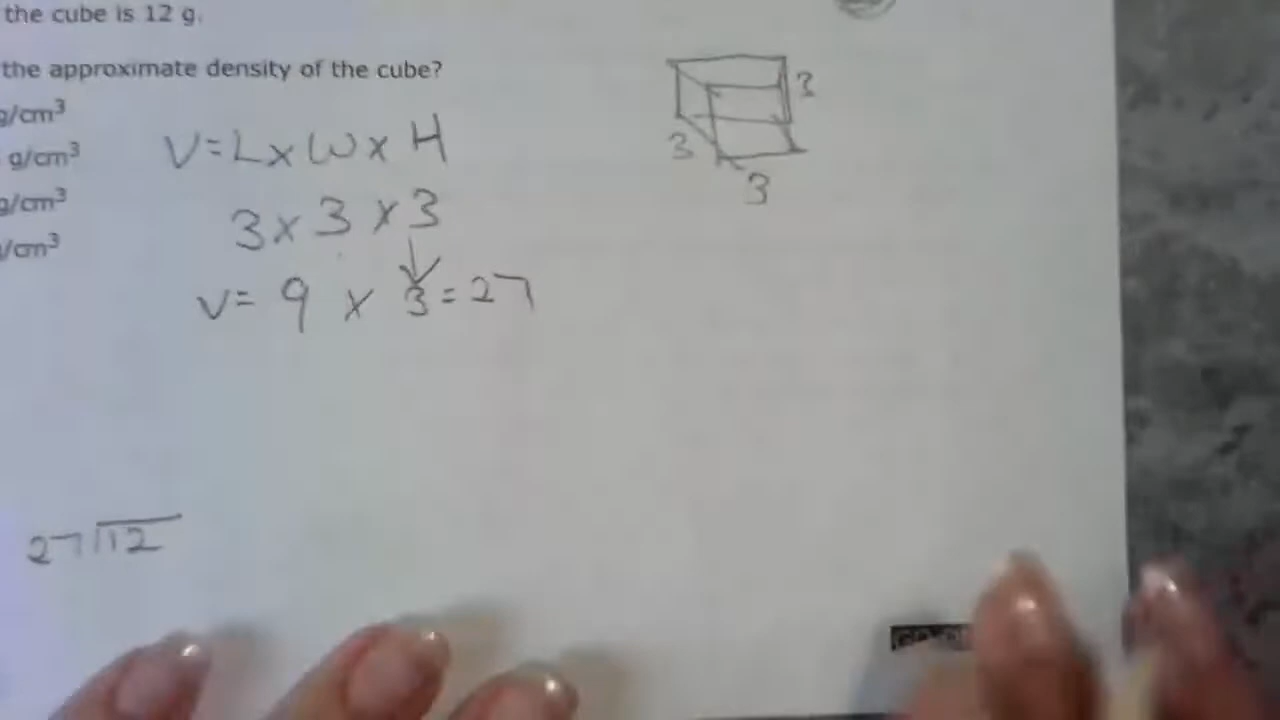 the cube is 12 g.
the approximate density of the cube?
g/cm³
g/cm³
g/cm³
/cm³
V=L x W x H
3 x 3 x 3
V= 9 x 3 = 27
3
3
3
27 12